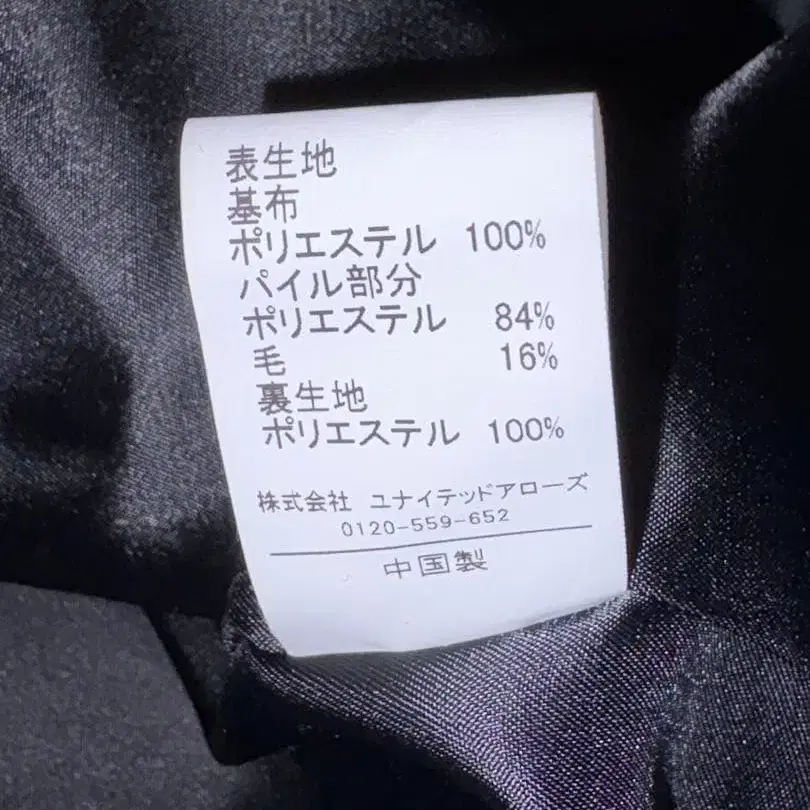 表生地
基布
ポリエステル 100%
パイル部分
ポリエステル 84%
毛 16%
裏生地
ポリエステル 100%
株式会社 ユナイテッドアローズ
0120-559-652
中国製